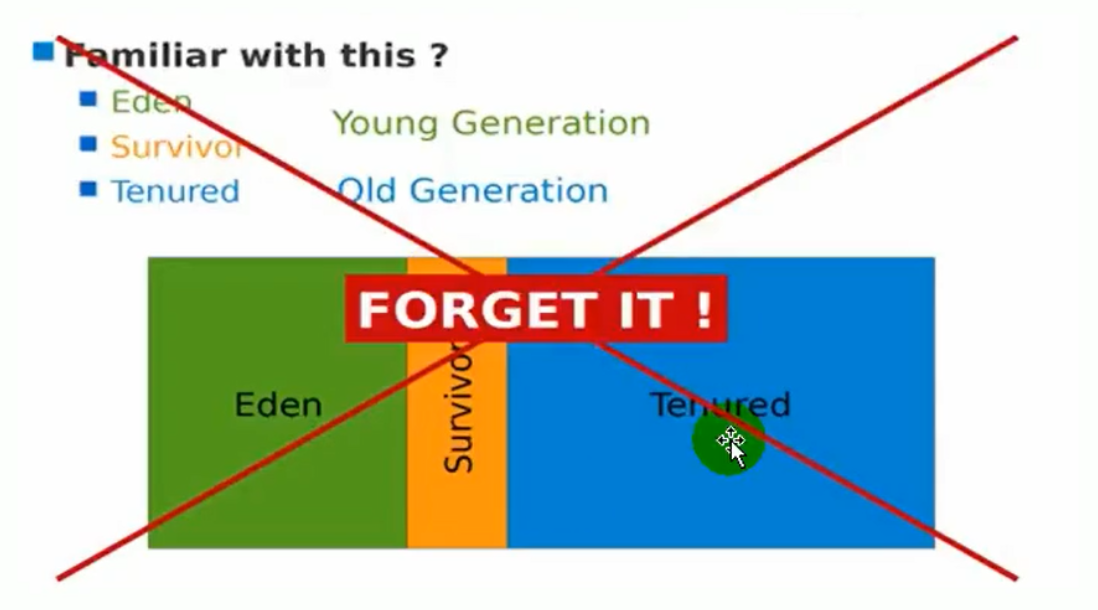 Familiar with this ?
Eden
Young Generation
Survivor
Tenured
Old Generation
FORGET IT !
Eden
Survivor
Tenured